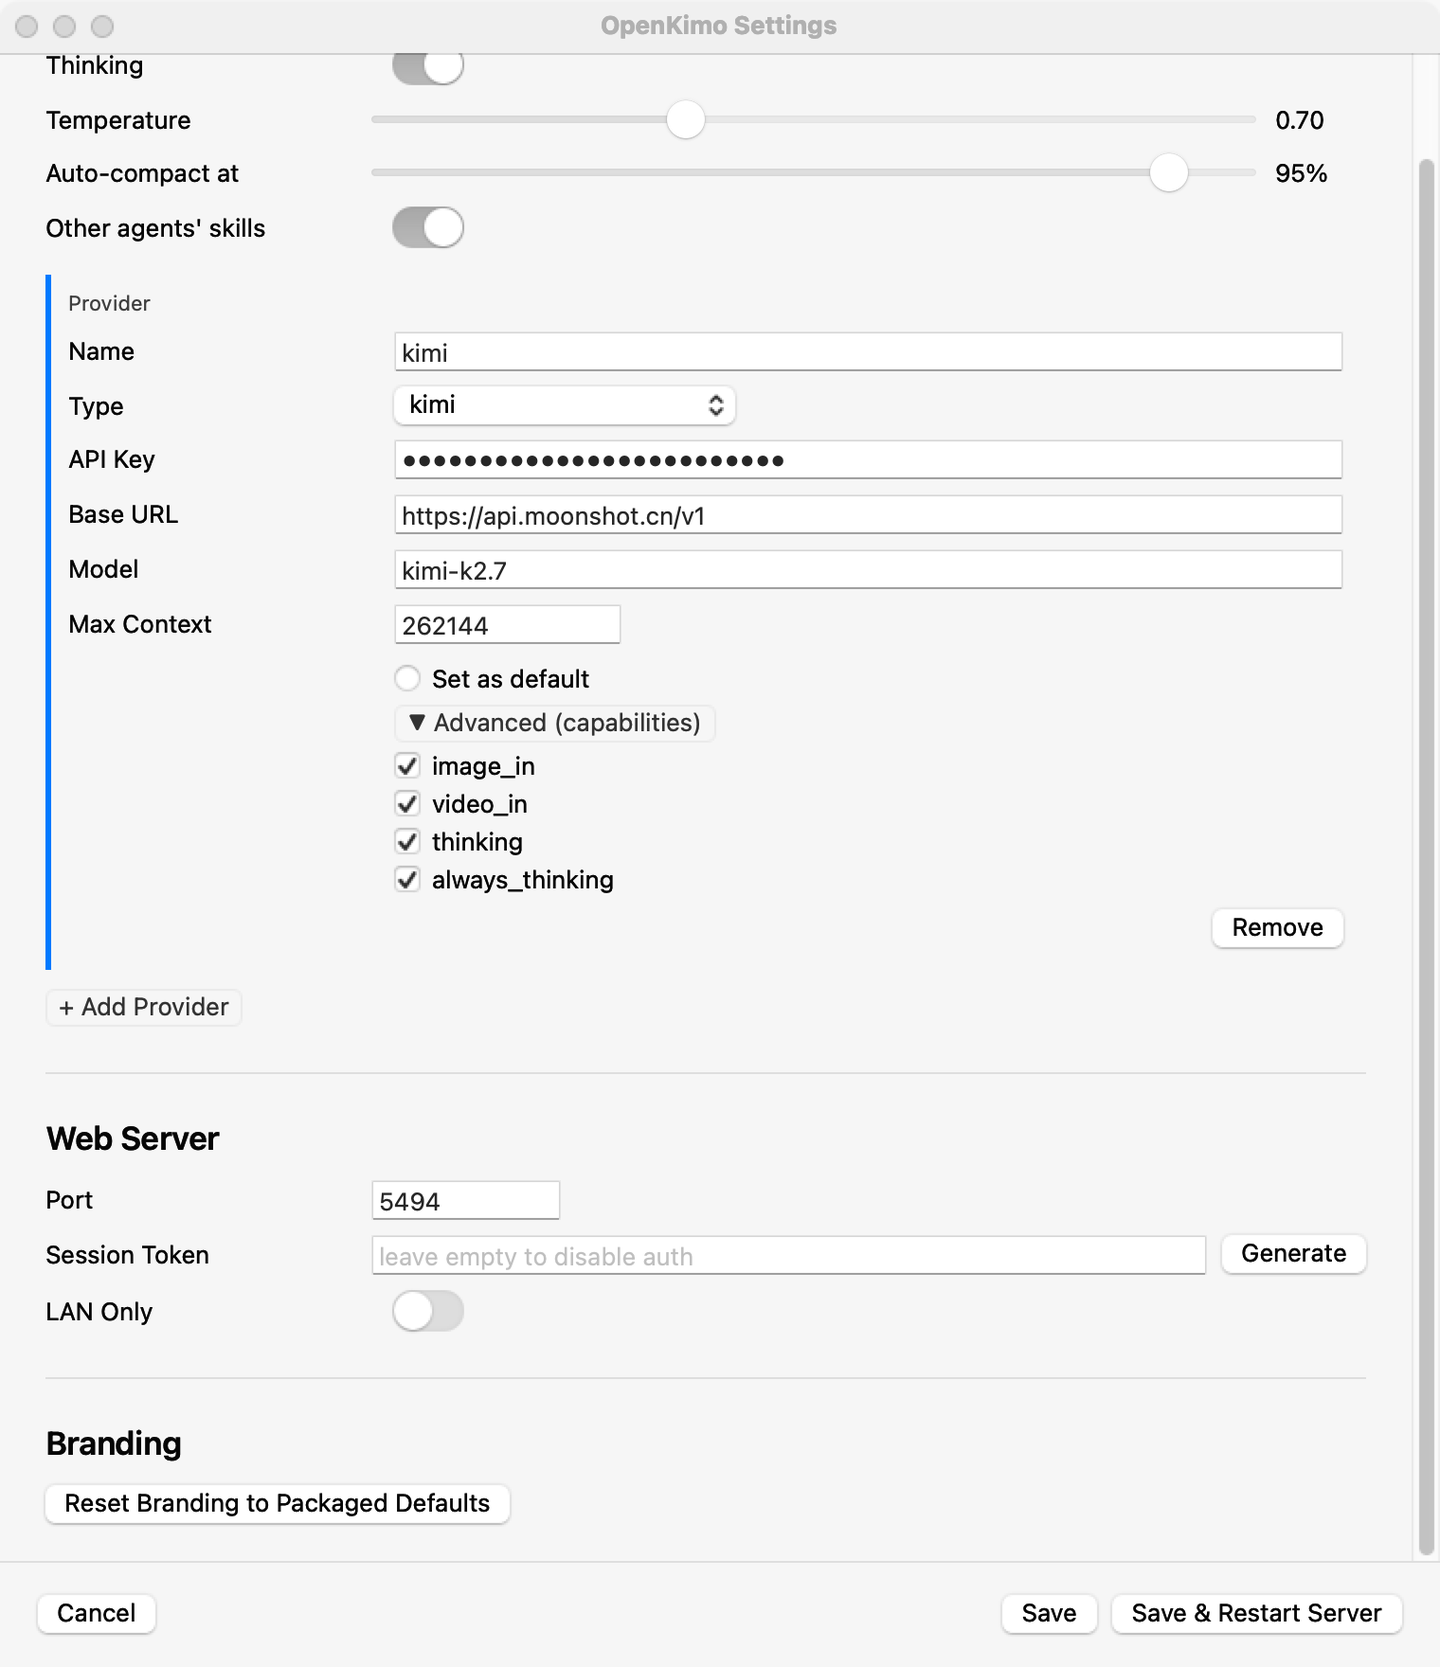 OpenKimo Settings
Thinking
Temperature 0.70
Auto-compact at 95%
Other agents' skills
Provider
Name kimi
Type kimi
API Key ●●●●●●●●●●●●●●●●●●●●●●●●●
Base URL https://api.moonshot.cn/v1
Model kimi-k2.7
Max Context 262144
Set as default
▼ Advanced (capabilities)
image_in
video_in
thinking
always_thinking
Remove
+ Add Provider
Web Server
Port 5494
Session Token leave empty to disable auth Generate
LAN Only
Branding
Reset Branding to Packaged Defaults
Cancel Save Save & Restart Server